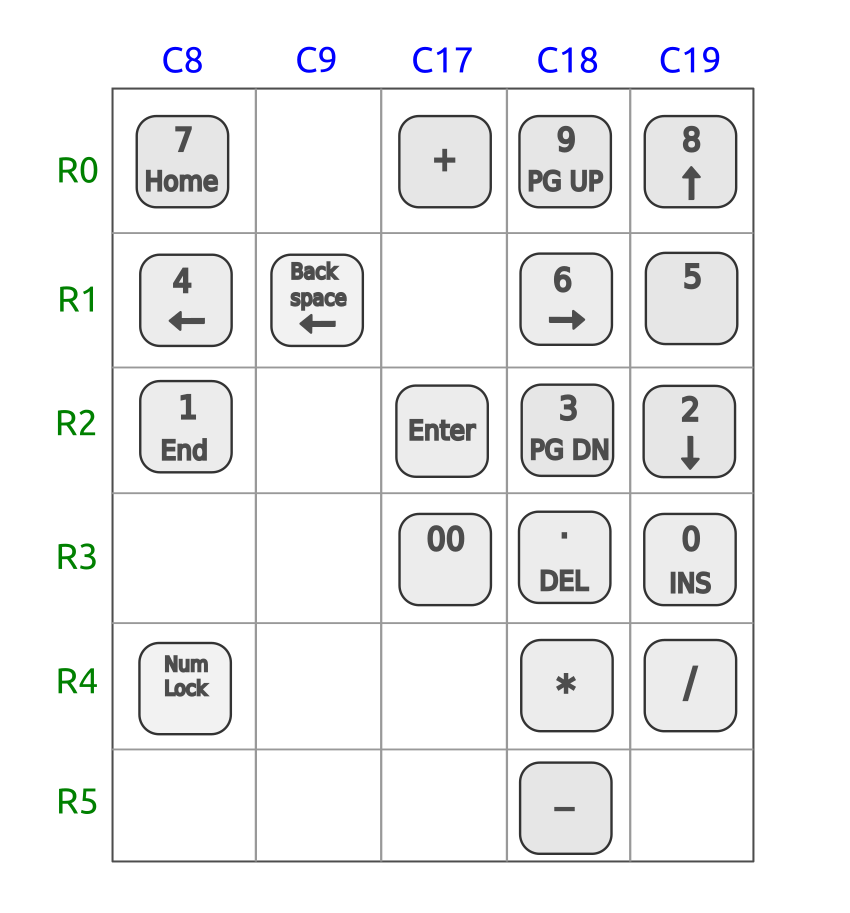 C8 C9 C17 C18 C19
R0
7
Home
+
9
PG UP
8
↑
R1
4
←
Back
space
←
6
→
5
R2
1
End
Enter
3
PG DN
2
↓
R3
00
.
DEL
0
INS
R4
Num
Lock
*
/
R5
–